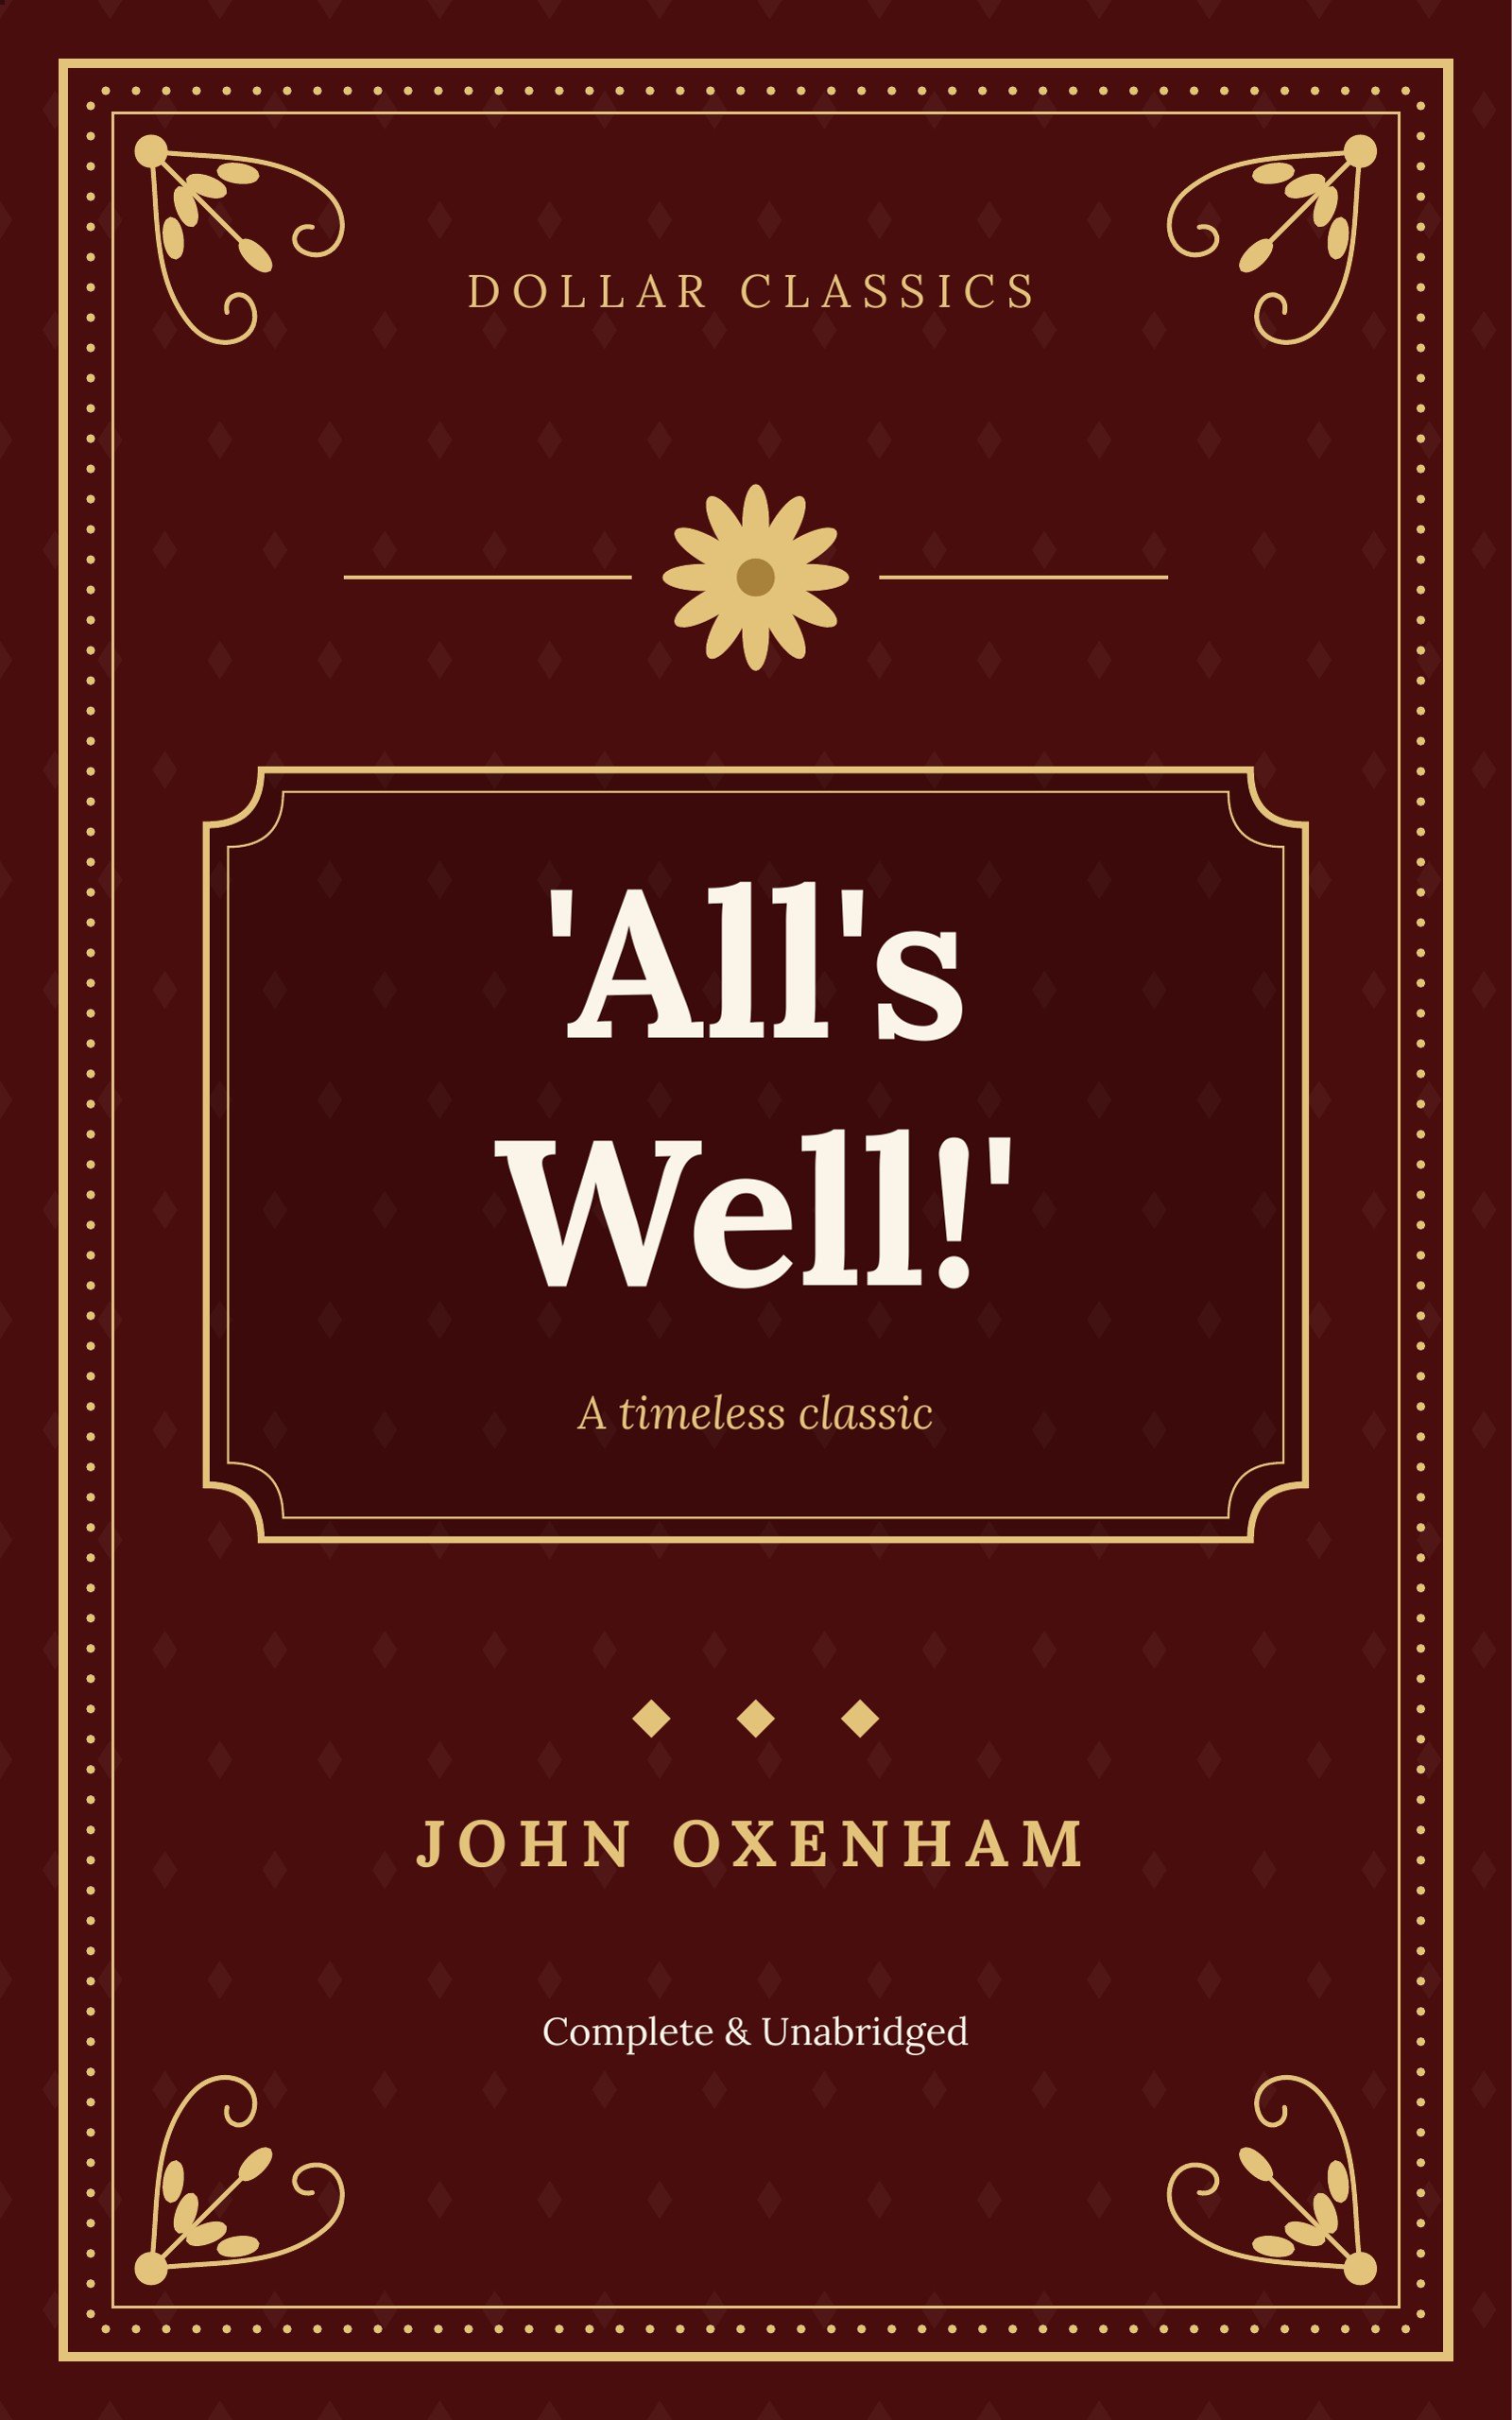 DOLLAR CLASSICS
'All's
Well!'
A timeless classic
JOHN OXENHAM
Complete & Unabridged